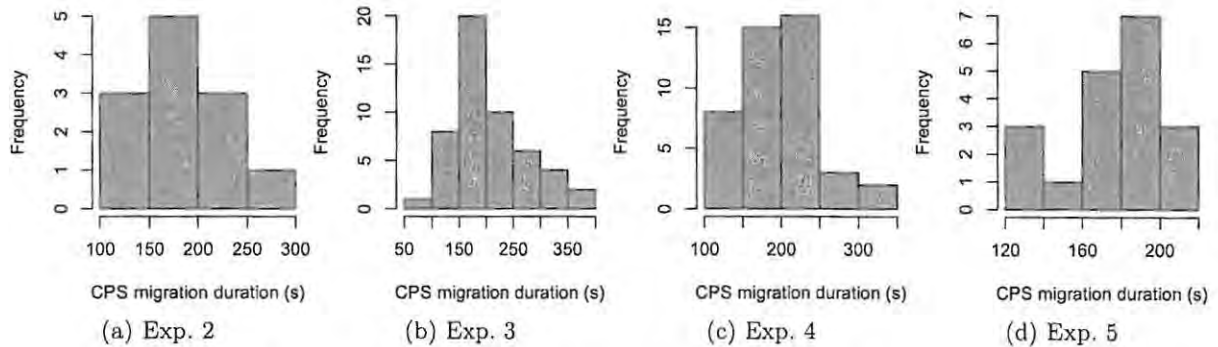 Frequency
0 1 2 3 4 5
100 150 200 250 300
CPS migration duration (s)
(a) Exp. 2
Frequency
0 5 10 15 20
50 150 250 350
CPS migration duration (s)
(b) Exp. 3
Frequency
0 5 10 15
100 200 300
CPS migration duration (s)
(c) Exp. 4
Frequency
0 1 2 3 4 5 6 7
120 160 200
CPS migration duration (s)
(d) Exp. 5